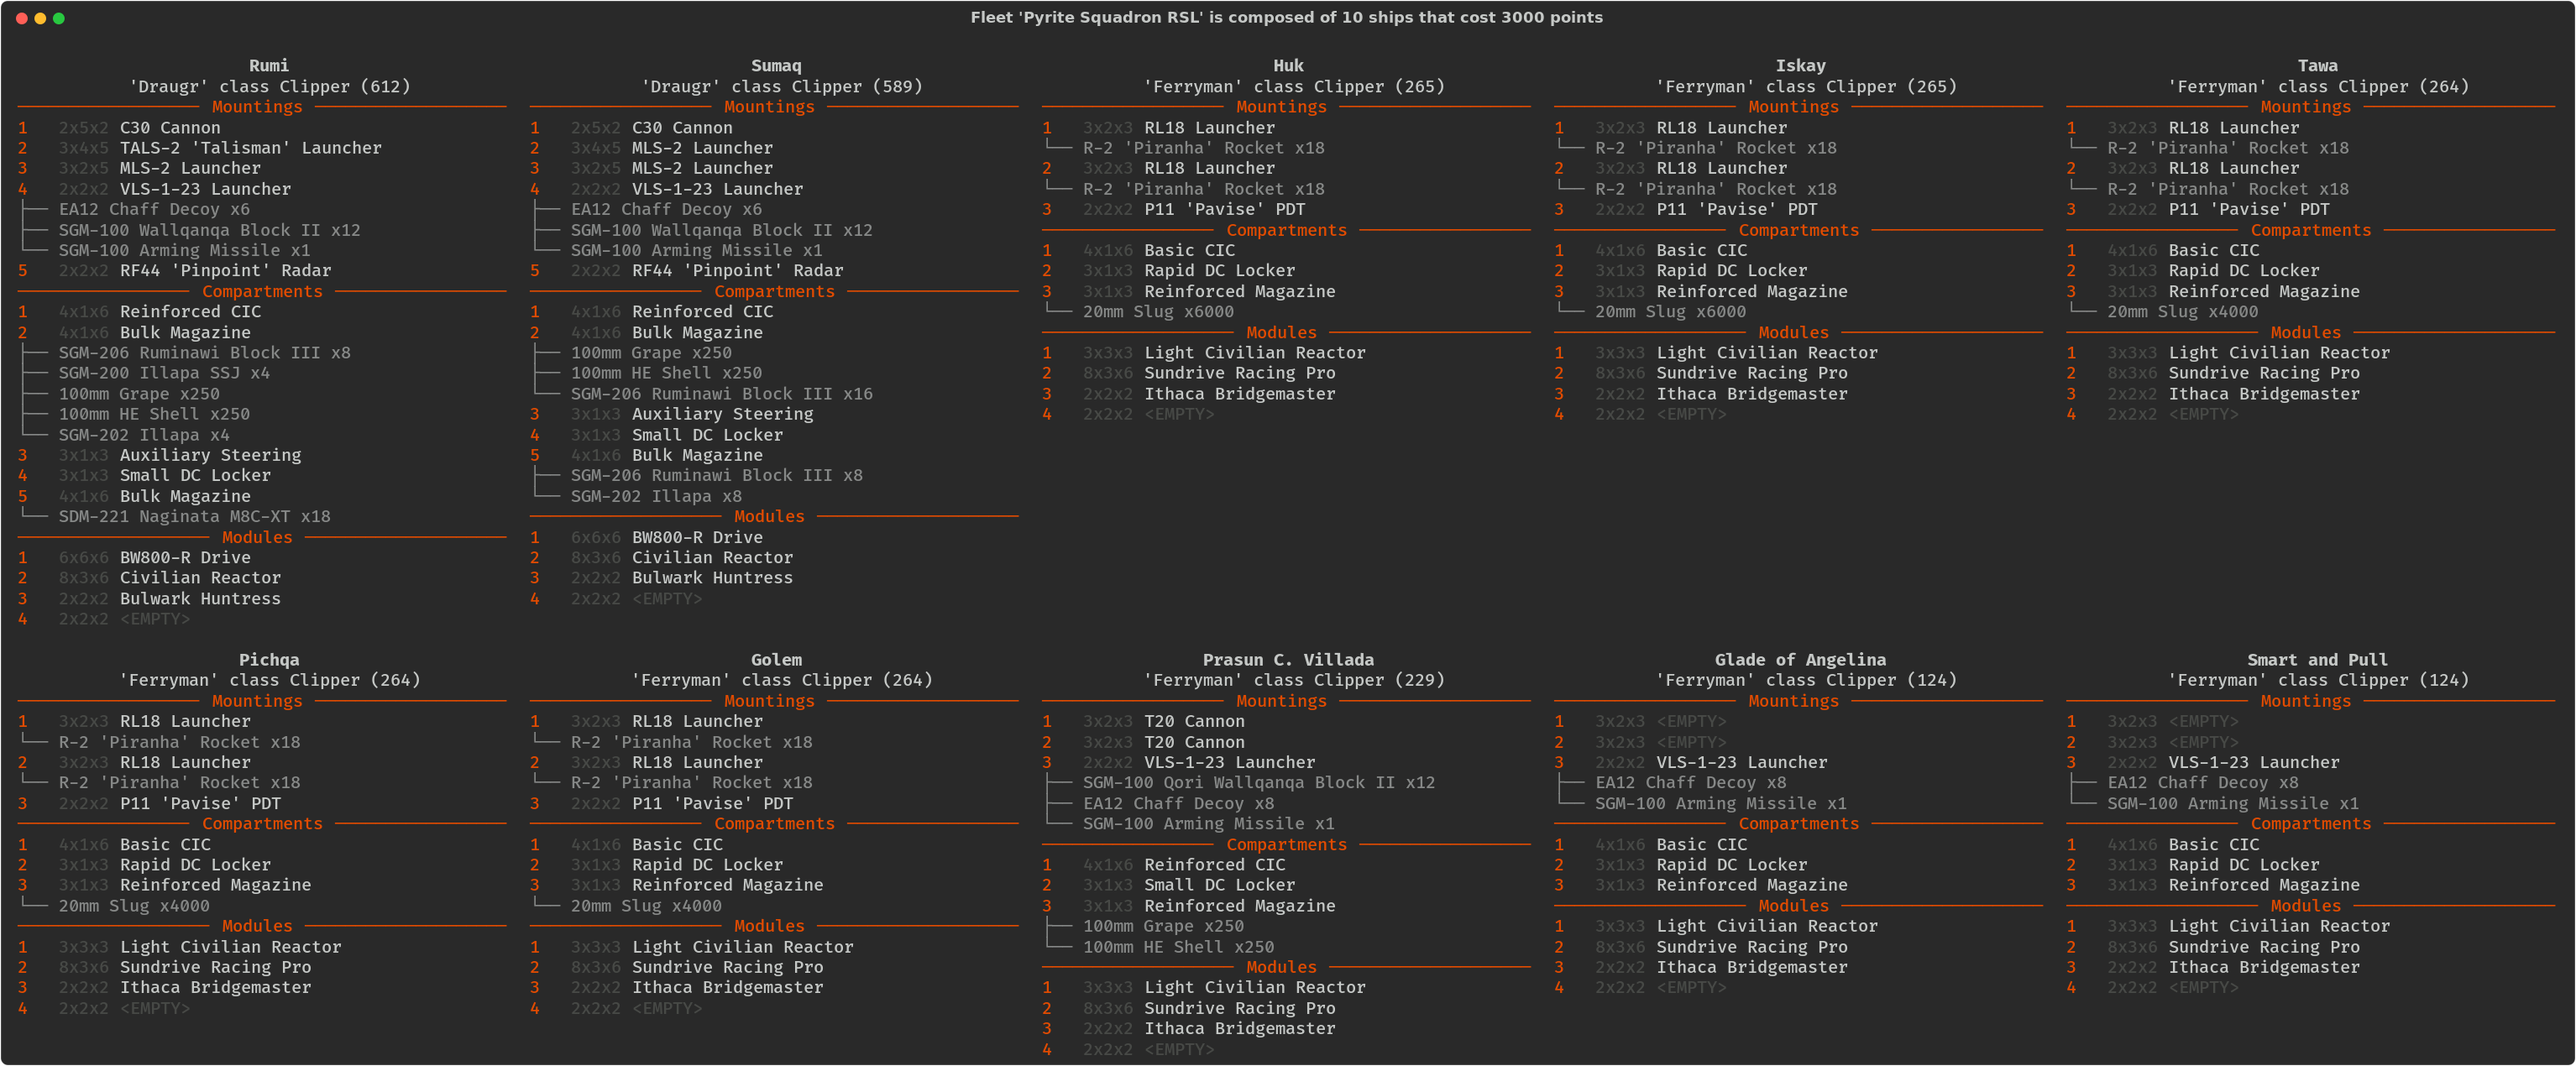 Fleet 'Pyrite Squadron RSL' is composed of 10 ships that cost 3000 points
Rumi
'Draugr' class Clipper (612)
Mountings
1 2x5x2 C30 Cannon
2 3x4x5 TALS-2 'Talisman' Launcher
3 3x2x5 MLS-2 Launcher
4 2x2x2 VLS-1-23 Launcher
├── EA12 Chaff Decoy x6
├── SGM-100 Wallqanqa Block II x12
└── SGM-100 Arming Missile x1
5 2x2x2 RF44 'Pinpoint' Radar
Compartments
1 4x1x6 Reinforced CIC
2 4x1x6 Bulk Magazine
├── SGM-206 Ruminawi Block III x8
├── SGM-200 Illapa SSJ x4
├── 100mm Grape x250
├── 100mm HE Shell x250
└── SGM-202 Illapa x4
3 3x1x3 Auxiliary Steering
4 3x1x3 Small DC Locker
5 4x1x6 Bulk Magazine
└── SDM-221 Naginata M8C-XT x18
Modules
1 6x6x6 BW800-R Drive
2 8x3x6 Civilian Reactor
3 2x2x2 Bulwark Huntress
4 2x2x2 <EMPTY>
Sumaq
'Draugr' class Clipper (589)
Mountings
1 2x5x2 C30 Cannon
2 3x4x5 MLS-2 Launcher
3 3x2x5 MLS-2 Launcher
4 2x2x2 VLS-1-23 Launcher
├── EA12 Chaff Decoy x6
├── SGM-100 Wallqanqa Block II x12
└── SGM-100 Arming Missile x1
5 2x2x2 RF44 'Pinpoint' Radar
Compartments
1 4x1x6 Reinforced CIC
2 4x1x6 Bulk Magazine
├── 100mm Grape x250
├── 100mm HE Shell x250
└── SGM-206 Ruminawi Block III x16
3 3x1x3 Auxiliary Steering
4 3x1x3 Small DC Locker
5 4x1x6 Bulk Magazine
├── SGM-206 Ruminawi Block III x8
└── SGM-202 Illapa x8
Modules
1 6x6x6 BW800-R Drive
2 8x3x6 Civilian Reactor
3 2x2x2 Bulwark Huntress
4 2x2x2 <EMPTY>
Huk
'Ferryman' class Clipper (265)
Mountings
1 3x2x3 RL18 Launcher
└── R-2 'Piranha' Rocket x18
2 3x2x3 RL18 Launcher
└── R-2 'Piranha' Rocket x18
3 2x2x2 P11 'Pavise' PDT
Compartments
1 4x1x6 Basic CIC
2 3x1x3 Rapid DC Locker
3 3x1x3 Reinforced Magazine
└── 20mm Slug x6000
Modules
1 3x3x3 Light Civilian Reactor
2 8x3x6 Sundrive Racing Pro
3 2x2x2 Ithaca Bridgemaster
4 2x2x2 <EMPTY>
Iskay
'Ferryman' class Clipper (265)
Mountings
1 3x2x3 RL18 Launcher
└── R-2 'Piranha' Rocket x18
2 3x2x3 RL18 Launcher
└── R-2 'Piranha' Rocket x18
3 2x2x2 P11 'Pavise' PDT
Compartments
1 4x1x6 Basic CIC
2 3x1x3 Rapid DC Locker
3 3x1x3 Reinforced Magazine
└── 20mm Slug x6000
Modules
1 3x3x3 Light Civilian Reactor
2 8x3x6 Sundrive Racing Pro
3 2x2x2 Ithaca Bridgemaster
4 2x2x2 <EMPTY>
Tawa
'Ferryman' class Clipper (264)
Mountings
1 3x2x3 RL18 Launcher
└── R-2 'Piranha' Rocket x18
2 3x2x3 RL18 Launcher
└── R-2 'Piranha' Rocket x18
3 2x2x2 P11 'Pavise' PDT
Compartments
1 4x1x6 Basic CIC
2 3x1x3 Rapid DC Locker
3 3x1x3 Reinforced Magazine
└── 20mm Slug x4000
Modules
1 3x3x3 Light Civilian Reactor
2 8x3x6 Sundrive Racing Pro
3 2x2x2 Ithaca Bridgemaster
4 2x2x2 <EMPTY>
Pichqa
'Ferryman' class Clipper (264)
Mountings
1 3x2x3 RL18 Launcher
└── R-2 'Piranha' Rocket x18
2 3x2x3 RL18 Launcher
└── R-2 'Piranha' Rocket x18
3 2x2x2 P11 'Pavise' PDT
Compartments
1 4x1x6 Basic CIC
2 3x1x3 Rapid DC Locker
3 3x1x3 Reinforced Magazine
└── 20mm Slug x4000
Modules
1 3x3x3 Light Civilian Reactor
2 8x3x6 Sundrive Racing Pro
3 2x2x2 Ithaca Bridgemaster
4 2x2x2 <EMPTY>
Golem
'Ferryman' class Clipper (264)
Mountings
1 3x2x3 RL18 Launcher
└── R-2 'Piranha' Rocket x18
2 3x2x3 RL18 Launcher
└── R-2 'Piranha' Rocket x18
3 2x2x2 P11 'Pavise' PDT
Compartments
1 4x1x6 Basic CIC
2 3x1x3 Rapid DC Locker
3 3x1x3 Reinforced Magazine
└── 20mm Slug x4000
Modules
1 3x3x3 Light Civilian Reactor
2 8x3x6 Sundrive Racing Pro
3 2x2x2 Ithaca Bridgemaster
4 2x2x2 <EMPTY>
Prasun C. Villada
'Ferryman' class Clipper (229)
Mountings
1 3x2x3 T20 Cannon
2 3x2x3 T20 Cannon
3 2x2x2 VLS-1-23 Launcher
├── SGM-100 Qori Wallqanqa Block II x12
├── EA12 Chaff Decoy x8
└── SGM-100 Arming Missile x1
Compartments
1 4x1x6 Reinforced CIC
2 3x1x3 Small DC Locker
3 3x1x3 Reinforced Magazine
├── 100mm Grape x250
└── 100mm HE Shell x250
Modules
1 3x3x3 Light Civilian Reactor
2 8x3x6 Sundrive Racing Pro
3 2x2x2 Ithaca Bridgemaster
4 2x2x2 <EMPTY>
Glade of Angelina
'Ferryman' class Clipper (124)
Mountings
1 3x2x3 <EMPTY>
2 3x2x3 <EMPTY>
3 2x2x2 VLS-1-23 Launcher
├── EA12 Chaff Decoy x8
└── SGM-100 Arming Missile x1
Compartments
1 4x1x6 Basic CIC
2 3x1x3 Rapid DC Locker
3 3x1x3 Reinforced Magazine
Modules
1 3x3x3 Light Civilian Reactor
2 8x3x6 Sundrive Racing Pro
3 2x2x2 Ithaca Bridgemaster
4 2x2x2 <EMPTY>
Smart and Pull
'Ferryman' class Clipper (124)
Mountings
1 3x2x3 <EMPTY>
2 3x2x3 <EMPTY>
3 2x2x2 VLS-1-23 Launcher
├── EA12 Chaff Decoy x8
└── SGM-100 Arming Missile x1
Compartments
1 4x1x6 Basic CIC
2 3x1x3 Rapid DC Locker
3 3x1x3 Reinforced Magazine
Modules
1 3x3x3 Light Civilian Reactor
2 8x3x6 Sundrive Racing Pro
3 2x2x2 Ithaca Bridgemaster
4 2x2x2 <EMPTY>